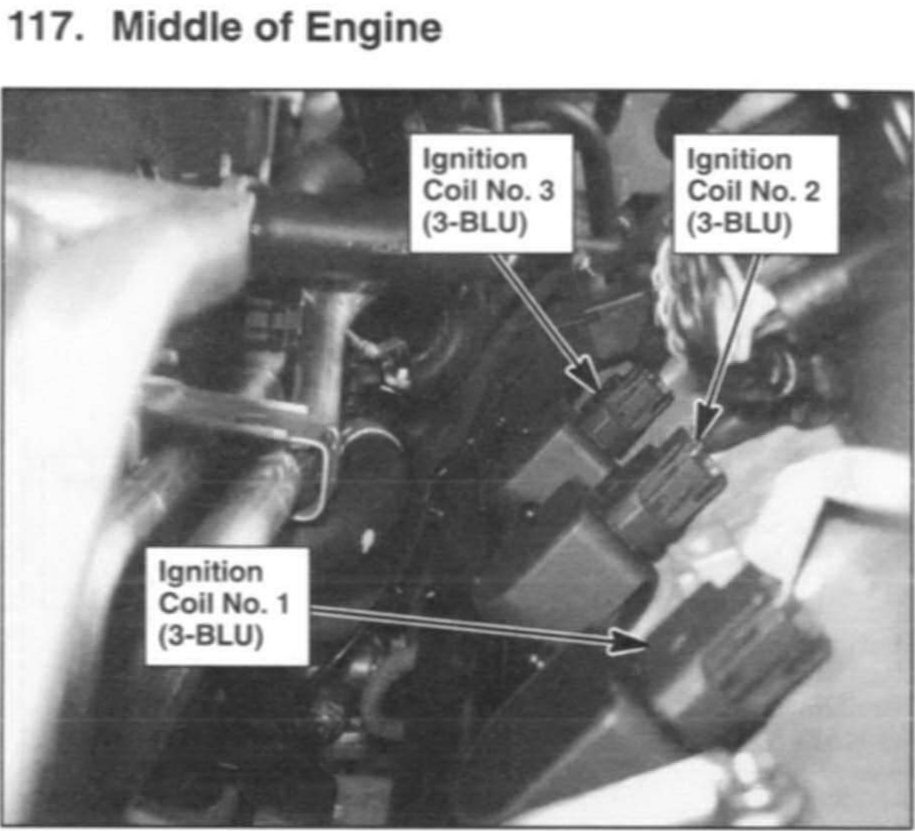 117. Middle of Engine
Ignition
Coil No. 3
(3-BLU)
Ignition
Coil No. 2
(3-BLU)
Ignition
Coil No. 1
(3-BLU)